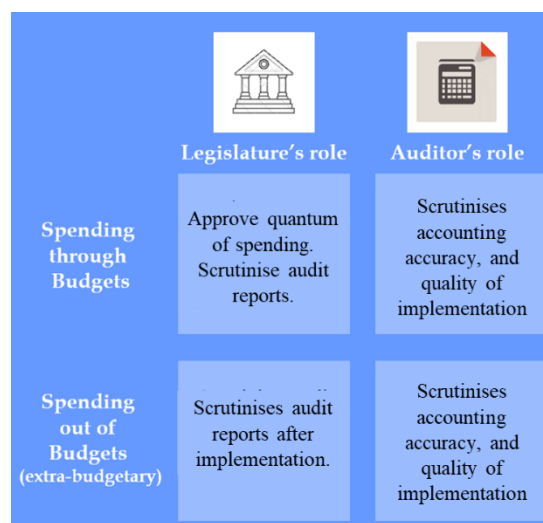 Legislature's role
Auditor's role
Spending
through
Budgets
Approve quantum
of spending.
Scrutinise audit
reports.
Scrutinises
accounting
accuracy, and
quality of
implementation
Spending
out of
Budgets
(extra-budgetary)
Scrutinises audit
reports after
implementation.
Scrutinises
accounting
accuracy, and
quality of
implementation